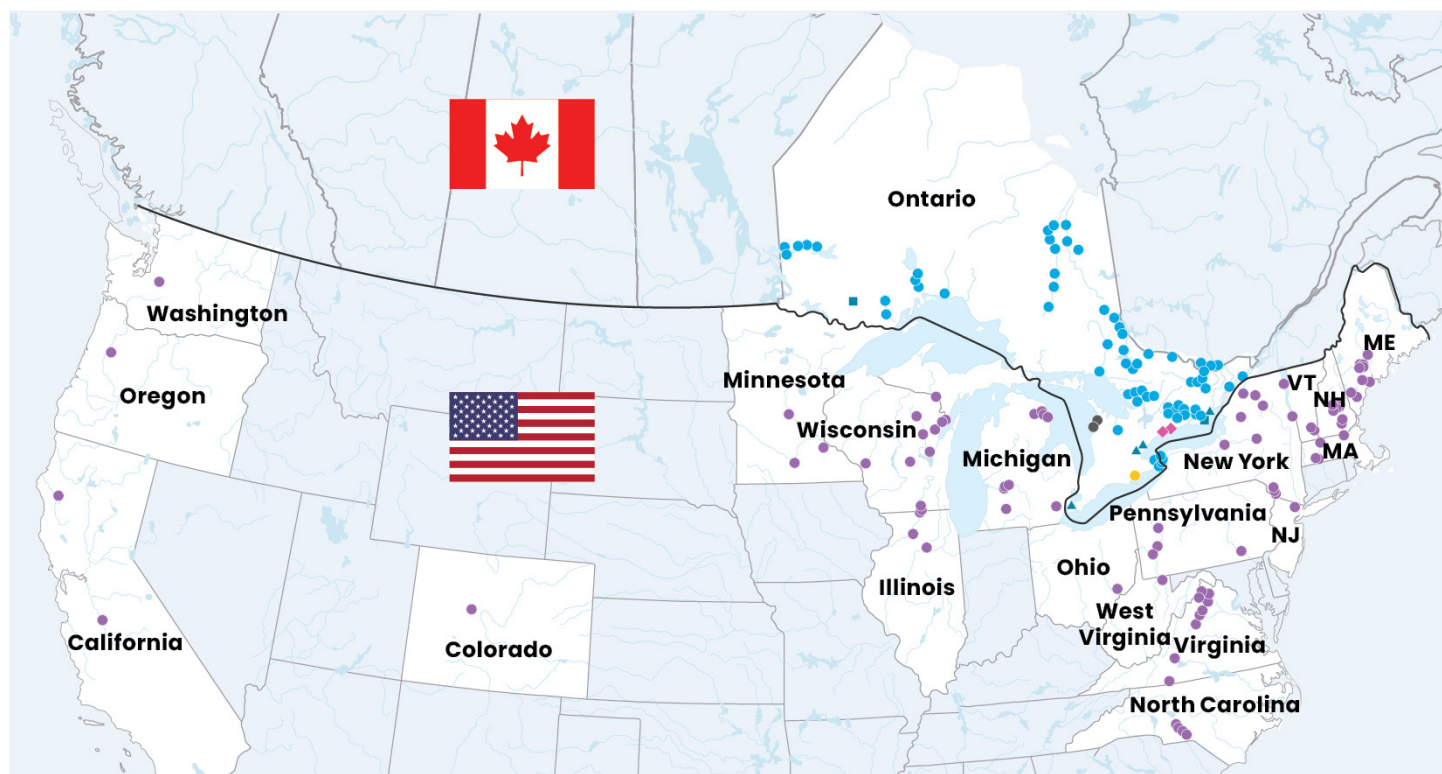 Ontario
Washington
Oregon
California
Colorado
Minnesota
Wisconsin
Michigan
Illinois
Ohio
West
Virginia
Virginia
North Carolina
Pennsylvania
New York
NJ
MA
NH
VT
ME